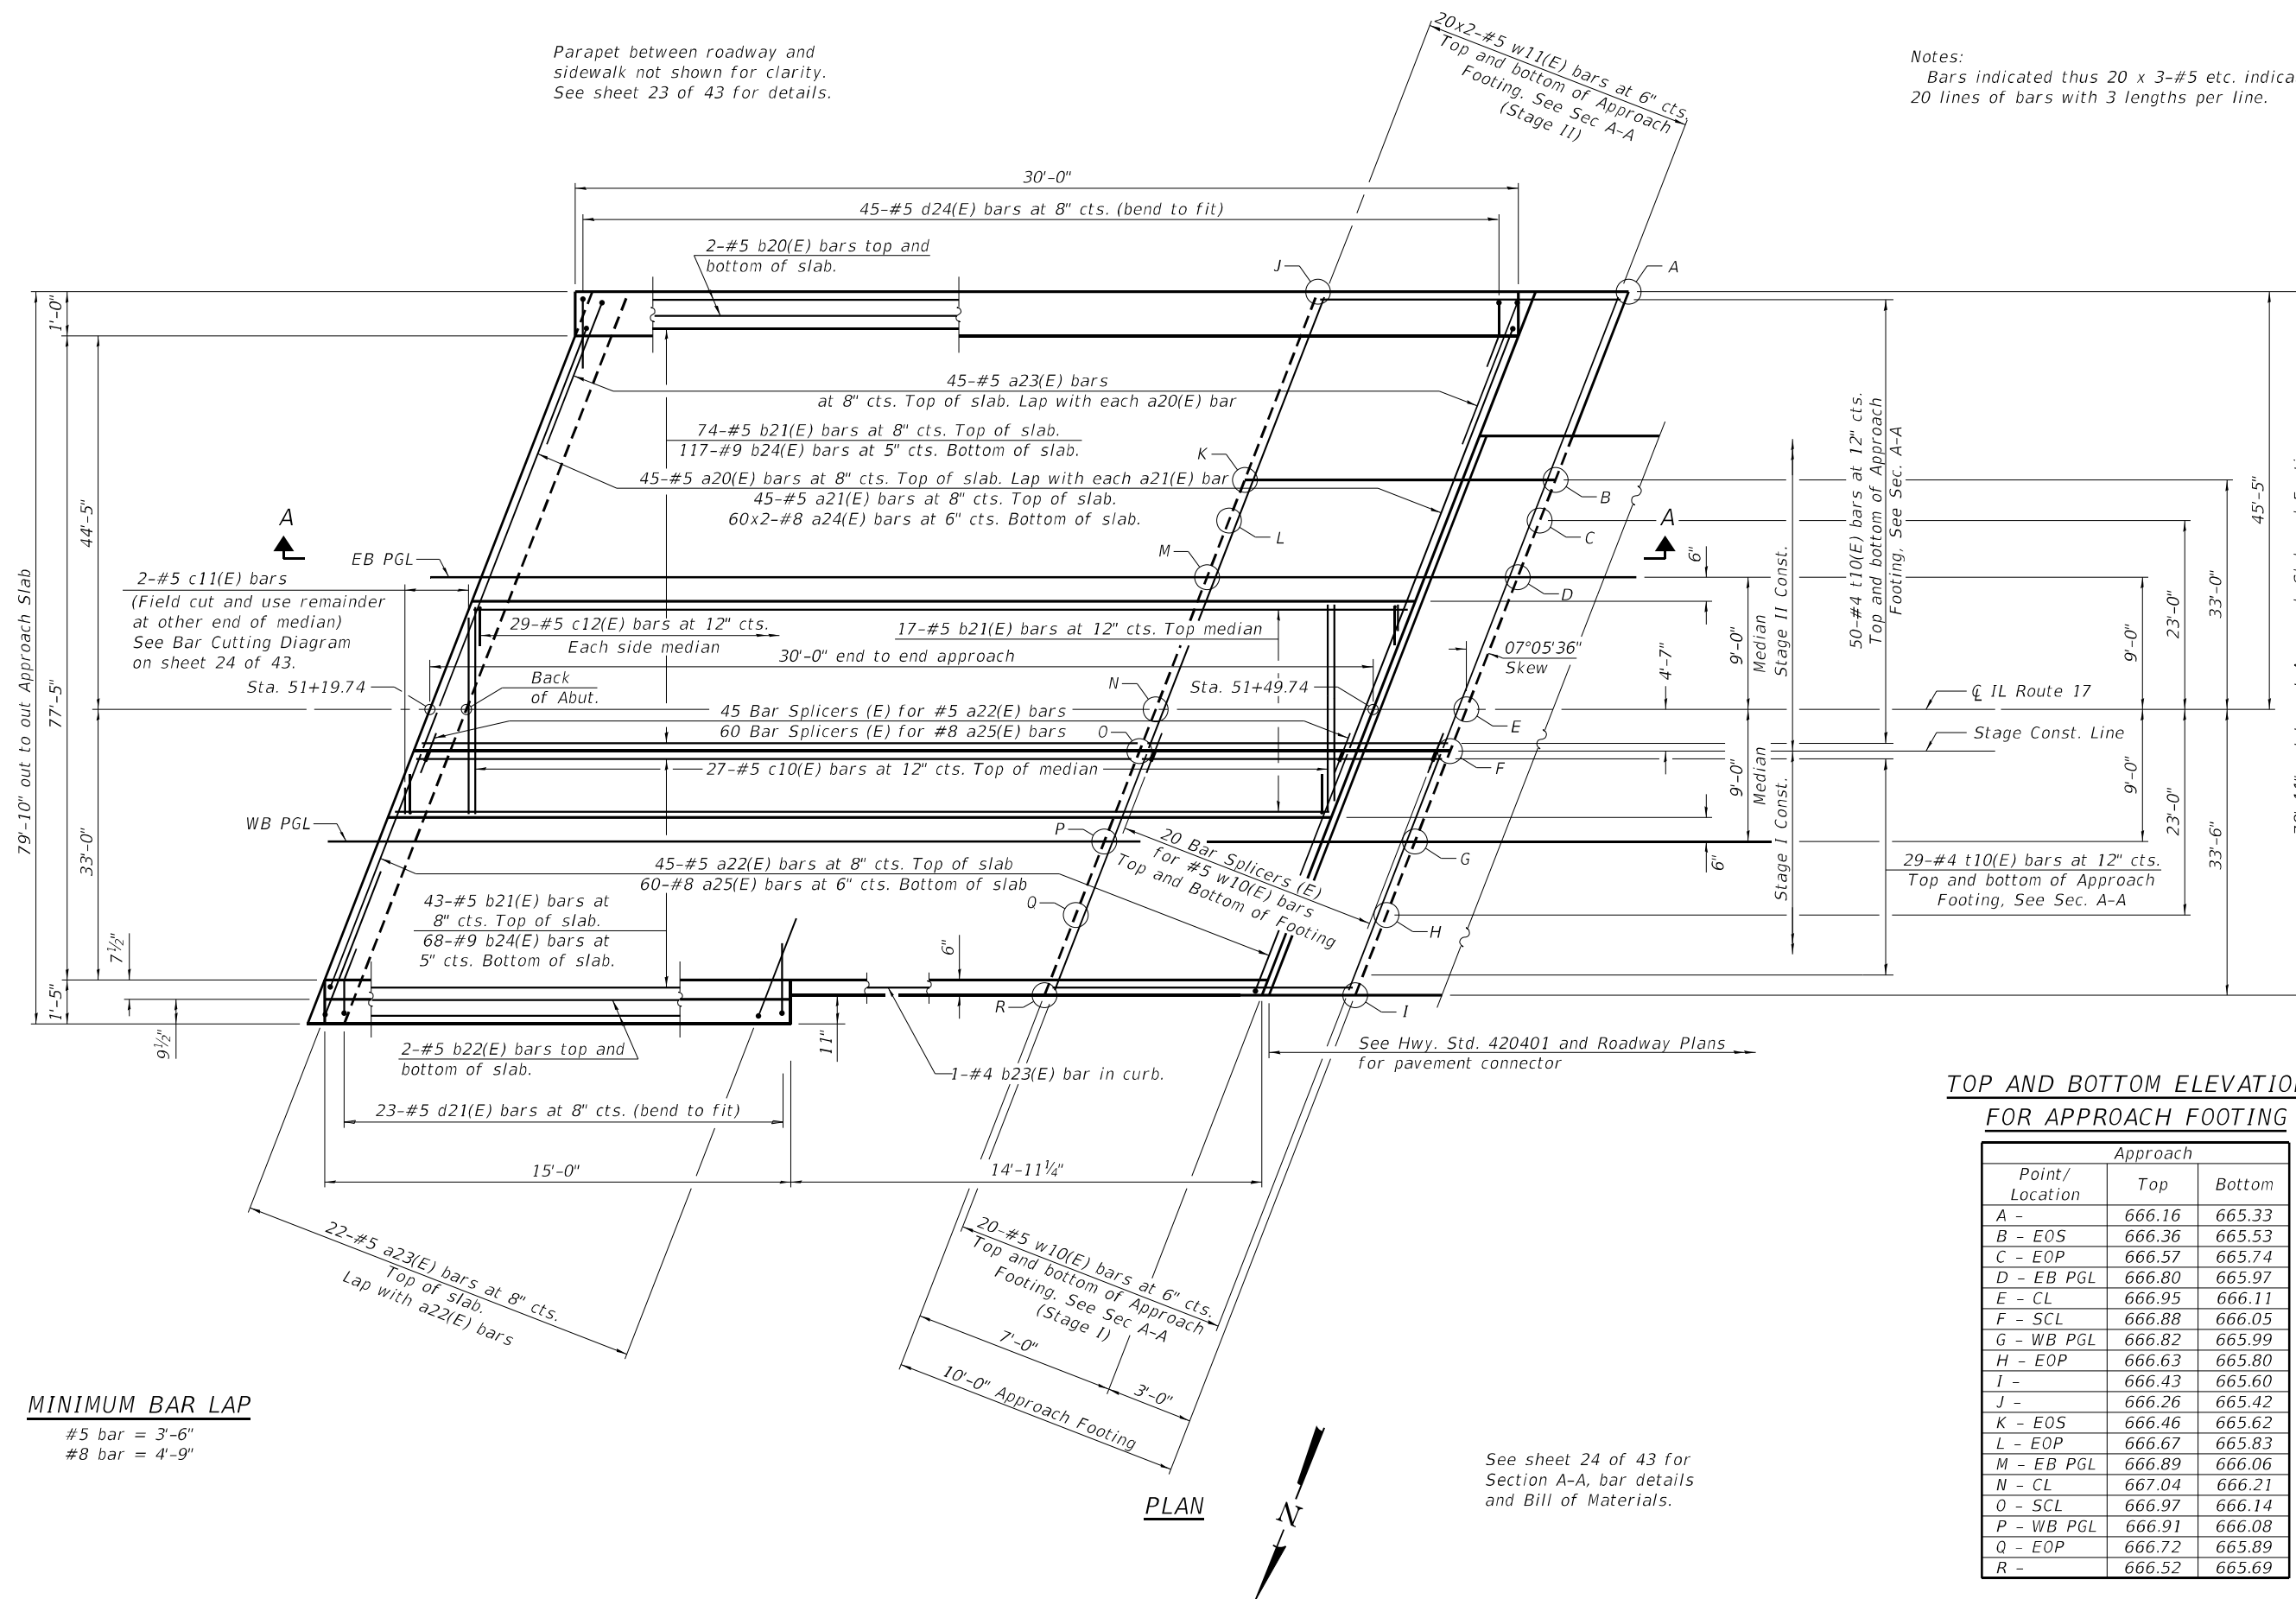 Parapet between roadway and
sidewalk not shown for clarity.
See sheet 23 of 43 for details.
20x2-#5 w11(E) bars at 6" cts.
Top and bottom of Approach
Footing. See Sec A-A
(Stage II)
Notes:
Bars indicated thus 20 x 3-#5 etc.
20 lines of bars with 3 lengths per line.
30'-0"
45-#5 d24(E) bars at 8" cts. (bend to fit)
2-#5 b20(E) bars top and
bottom of slab.
J
A
1'-0"
45-#5 a23(E) bars
at 8" cts. Top of slab. Lap with each a20(E) bar
74-#5 b21(E) bars at 8" cts. Top of slab.
117-#9 b24(E) bars at 5" cts. Bottom of slab.
K
45-#5 a20(E) bars at 8" cts. Top of slab. Lap with each a21(E) bar
45-#5 a21(E) bars at 8" cts. Top of slab.
60x2-#8 a24(E) bars at 6" cts. Bottom of slab.
B
L
C
A
A
44'-5"
79'-10" out to out Approach Slab
77'-5"
33'-0"
EB PGL
M
D
50-#4 t10(E) bars at 12" cts.
Top and bottom of Approach
Footing, See Sec. A-A
45'-5"
33'-0"
23'-0"
9'-0"
6"
9'-0"
Median
Stage II Const.
2-#5 c11(E) bars
(Field cut and use remainder
at other end of median)
See Bar Cutting Diagram
on sheet 24 of 43.
29-#5 c12(E) bars at 12" cts.
Each side median
17-#5 b21(E) bars at 12" cts. Top median
30'-0" end to end approach
07°05'36"
Skew
4'-7"
Sta. 51+19.74
Back
of Abut.
N
Sta. 51+49.74
E
℄ IL Route 17
45 Bar Splicers (E) for #5 a22(E) bars
60 Bar Splicers (E) for #8 a25(E) bars
O
F
Stage Const. Line
27-#5 c10(E) bars at 12" cts. Top of median
9'-0"
Median
Stage I Const.
9'-0"
23'-0"
33'-6"
WB PGL
P
G
6"
20 Bar Splicers (E)
for #5 w10(E) bars
Top and Bottom of Footing
45-#5 a22(E) bars at 8" cts. Top of slab
60-#8 a25(E) bars at 6" cts. Bottom of slab
29-#4 t10(E) bars at 12" cts.
Top and bottom of Approach
Footing, See Sec. A-A
43-#5 b21(E) bars at
8" cts. Top of slab.
68-#9 b24(E) bars at
5" cts. Bottom of slab.
Q
H
7½"
6"
1'-5"
9½"
R
I
11"
2-#5 b22(E) bars top and
bottom of slab.
1-#4 b23(E) bar in curb.
See Hwy. Std. 420401 and Roadway Plans
for pavement connector
23-#5 d21(E) bars at 8" cts. (bend to fit)
15'-0"
14'-11¼"
22-#5 a23(E) bars at 8" cts.
Top of slab.
Lap with a22(E) bars
20-#5 w10(E) bars at 6" cts.
Top and bottom of Approach
Footing. See Sec A-A
(Stage I)
7'-0"
3'-0"
10'-0" Approach Footing
MINIMUM BAR LAP
#5 bar = 3'-6"
#8 bar = 4'-9"
PLAN
N
See sheet 24 of 43 for
Section A-A, bar details
and Bill of Materials.
TOP AND BOTTOM
FOR APPROACH FOOTING
Approach
Point/
Location
Top
Bottom
A - 666.16 665.33
B - EOS 666.36 665.53
C - EOP 666.57 665.74
D - EB PGL 666.80 665.97
E - CL 666.95 666.11
F - SCL 666.88 666.05
G - WB PGL 666.82 665.99
H - EOP 666.63 665.80
I - 666.43 665.60
J - 666.26 665.42
K - EOS 666.46 665.62
L - EOP 666.67 665.83
M - EB PGL 666.89 666.06
N - CL 667.04 666.21
O - SCL 666.97 666.14
P - WB PGL 666.91 666.08
Q - EOP 666.72 665.89
R - 666.52 665.69